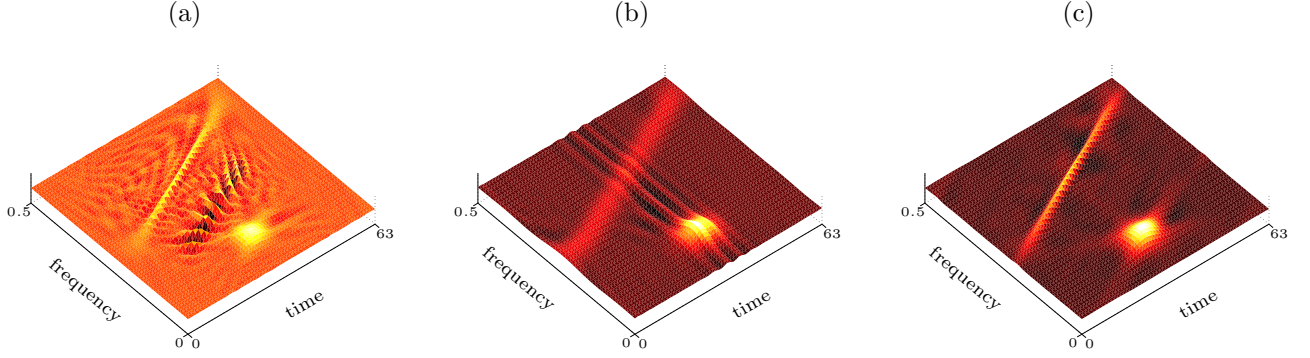 (a) (b) (c)
0.5 63 0.5 63 0.5 63
frequency time frequency time frequency time
0 0 0 0 0 0